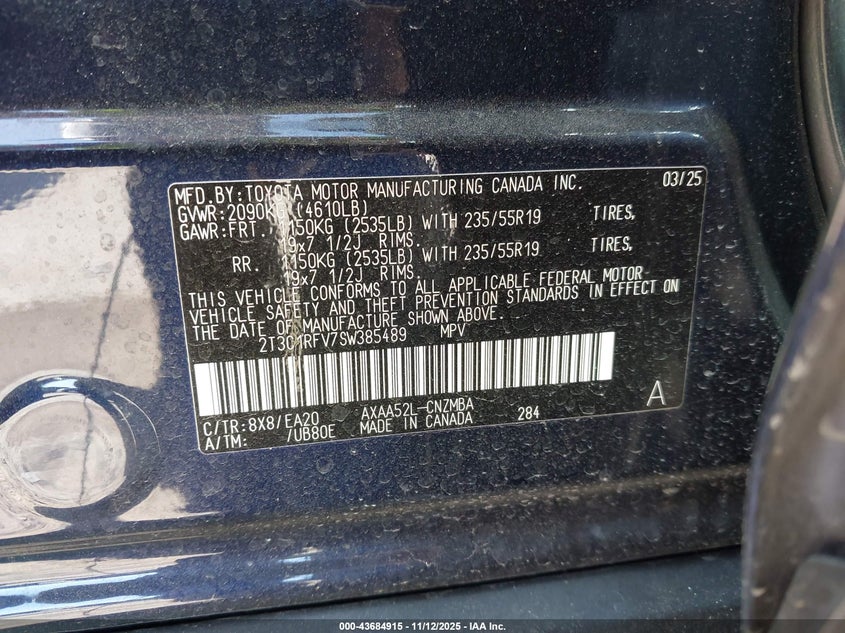 MFD. BY: TOYOTA MOTOR MANUFACTURING CANADA INC. 03/25
GVWR: 2090KG (4610LB)
GAWR: FRT. 1150KG (2535LB) WITH 235/55R19 TIRES,
19x7 1/2J RIMS.
RR. 1150KG (2535LB) WITH 235/55R19 TIRES,
19x7 1/2J RIMS.
THIS VEHICLE CONFORMS TO ALL APPLICABLE FEDERAL MOTOR
VEHICLE SAFETY AND THEFT PREVENTION STANDARDS IN EFFECT ON
THE DATE OF MANUFACTURE SHOWN ABOVE.
MPV
C/TR: 8X8/EA20 AXAA52L-CNZMBA 284 A
A/TM: /UB80E MADE IN CANADA
000-43684915 - 11/12/2025 - IAA Inc.